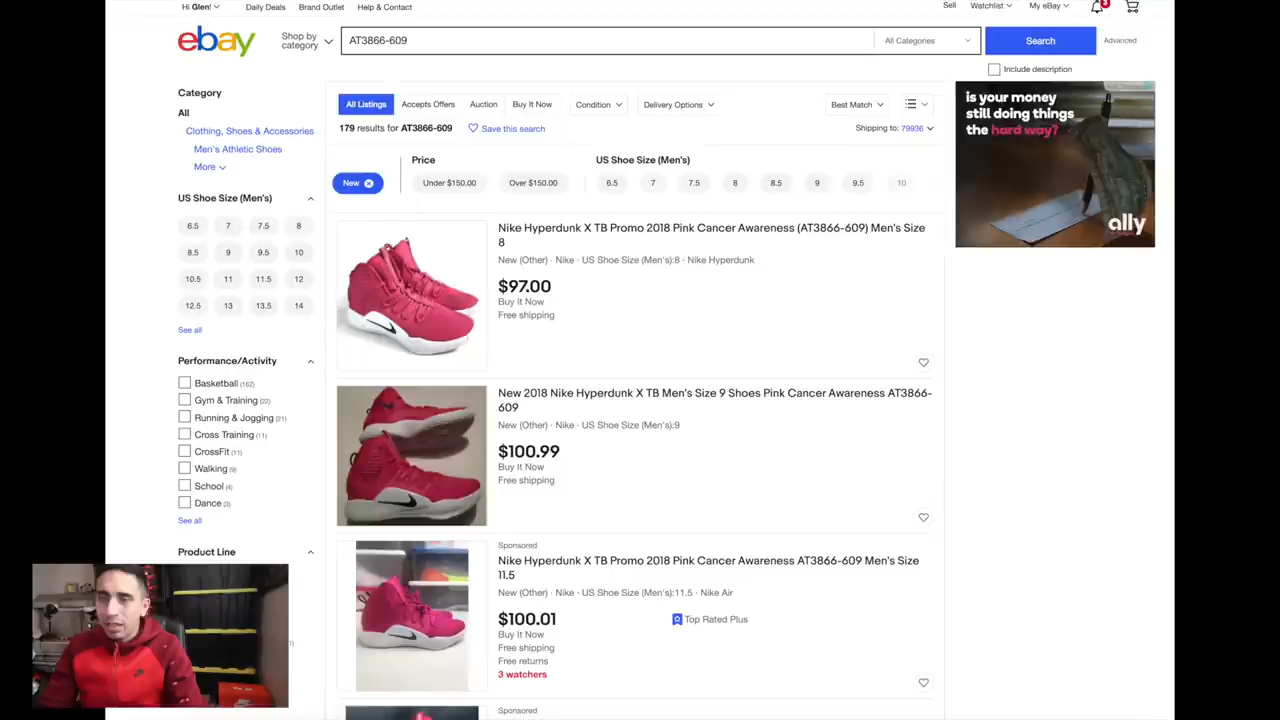 Hi Glen!
Daily Deals
Brand Outlet
Help & Contact
Sell
Watchlist
My eBay
ebay
Shop by
category
AT3866-609
All Categories
Search
Advanced
Include description
Category
All
Clothing, Shoes & Accessories
Men's Athletic Shoes
More
US Shoe Size (Men's)
6.5 7 7.5 8
8.5 9 9.5 10
10.5 11 11.5 12
12.5 13 13.5 14
See all
Performance/Activity
Basketball (162)
Gym & Training (22)
Running & Jogging (21)
Cross Training (11)
CrossFit (11)
Walking (9)
School (4)
Dance (3)
See all
Product Line
All Listings
Accepts Offers
Auction
Buy It Now
Condition
Delivery Options
Best Match
179 results for AT3866-609
Save this search
Shipping to: 79936
New
Price
Under $150.00
Over $150.00
US Shoe Size (Men's)
6.5 7 7.5 8 8.5 9 9.5 10
Nike Hyperdunk X TB Promo 2018 Pink Cancer Awareness (AT3866-609) Men's Size
8
New (Other) · Nike · US Shoe Size (Men's):8 · Nike Hyperdunk
$97.00
Buy It Now
Free shipping
New 2018 Nike Hyperdunk X TB Men's Size 9 Shoes Pink Cancer Awareness AT3866-
609
New (Other) · Nike · US Shoe Size (Men's):9
$100.99
Buy It Now
Free shipping
Sponsored
Nike Hyperdunk X TB Promo 2018 Pink Cancer Awareness AT3866-609 Men's Size
11.5
New (Other) · Nike · US Shoe Size (Men's):11.5 · Nike Air
$100.01
Buy It Now
Free shipping
Free returns
3 watchers
Top Rated Plus
Sponsored
is your money
still doing things
the hard way?
ally